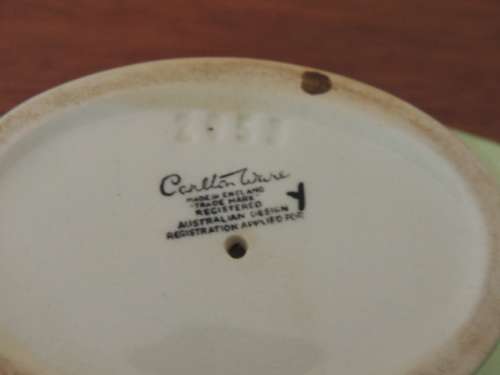 Carlton Ware
MADE IN ENGLAND
"TRADE MARK"
REGISTERED
AUSTRALIAN DESIGN
REGISTRATION APPLIED FOR